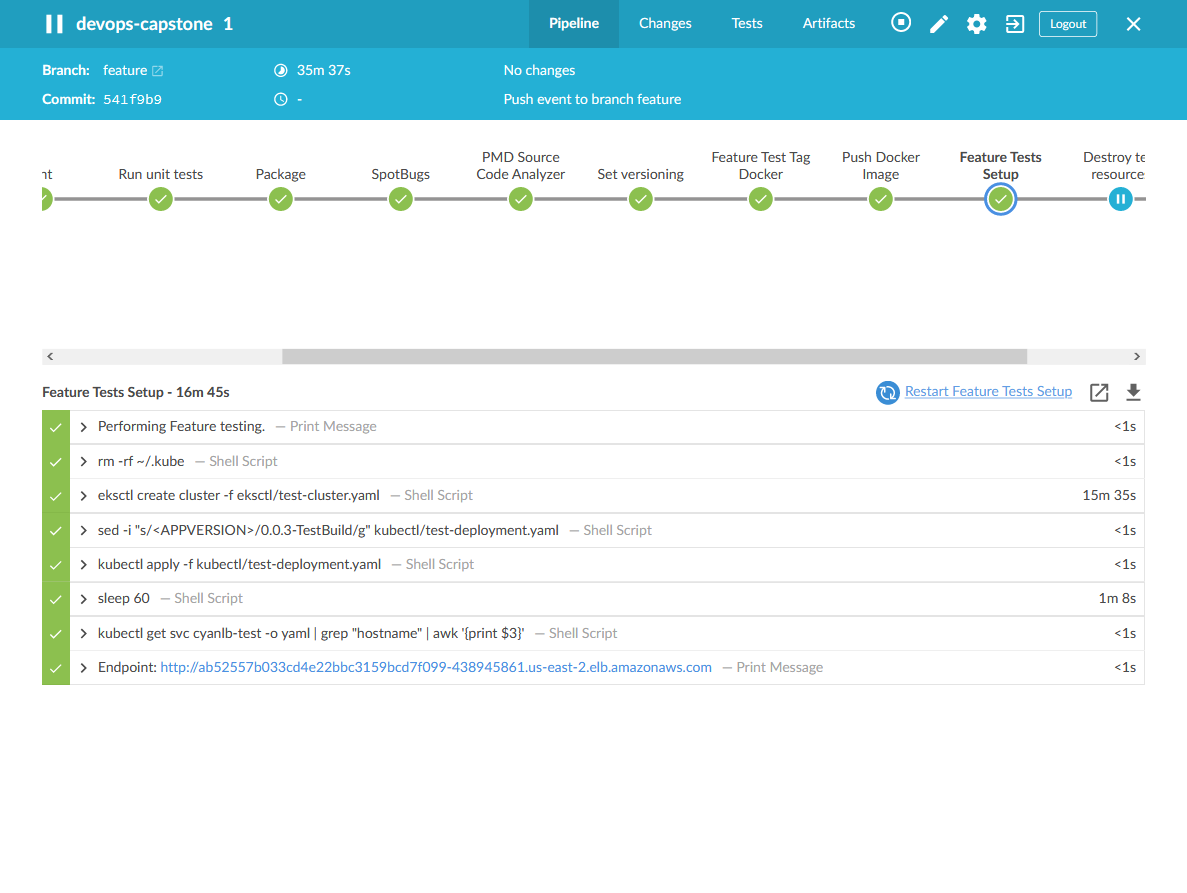 devops-capstone 1
Pipeline Changes Tests Artifacts Logout
Branch: feature 35m 37s No changes
Commit: 541f9b9 - Push event to branch feature
nt
Run unit tests
Package
SpotBugs
PMD Source
Code Analyzer
Set versioning
Feature Test Tag
Docker
Push Docker
Image
Feature Tests
Setup
Destroy te
resource
Feature Tests Setup - 16m 45s Restart Feature Tests Setup
Performing Feature testing. — Print Message <1s
rm -rf ~/.kube — Shell Script <1s
eksctl create cluster -f eksctl/test-cluster.yaml — Shell Script 15m 35s
sed -i "s/<APPVERSION>/0.0.3-TestBuild/g" kubectl/test-deployment.yaml — Shell Script <1s
kubectl apply -f kubectl/test-deployment.yaml — Shell Script <1s
sleep 60 — Shell Script 1m 8s
kubectl get svc cyanlb-test -o yaml | grep "hostname" | awk '{print $3}' — Shell Script <1s
Endpoint: http://ab52557b033cd4e22bbc3159bcd7f099-438945861.us-east-2.elb.amazonaws.com — Print Message <1s